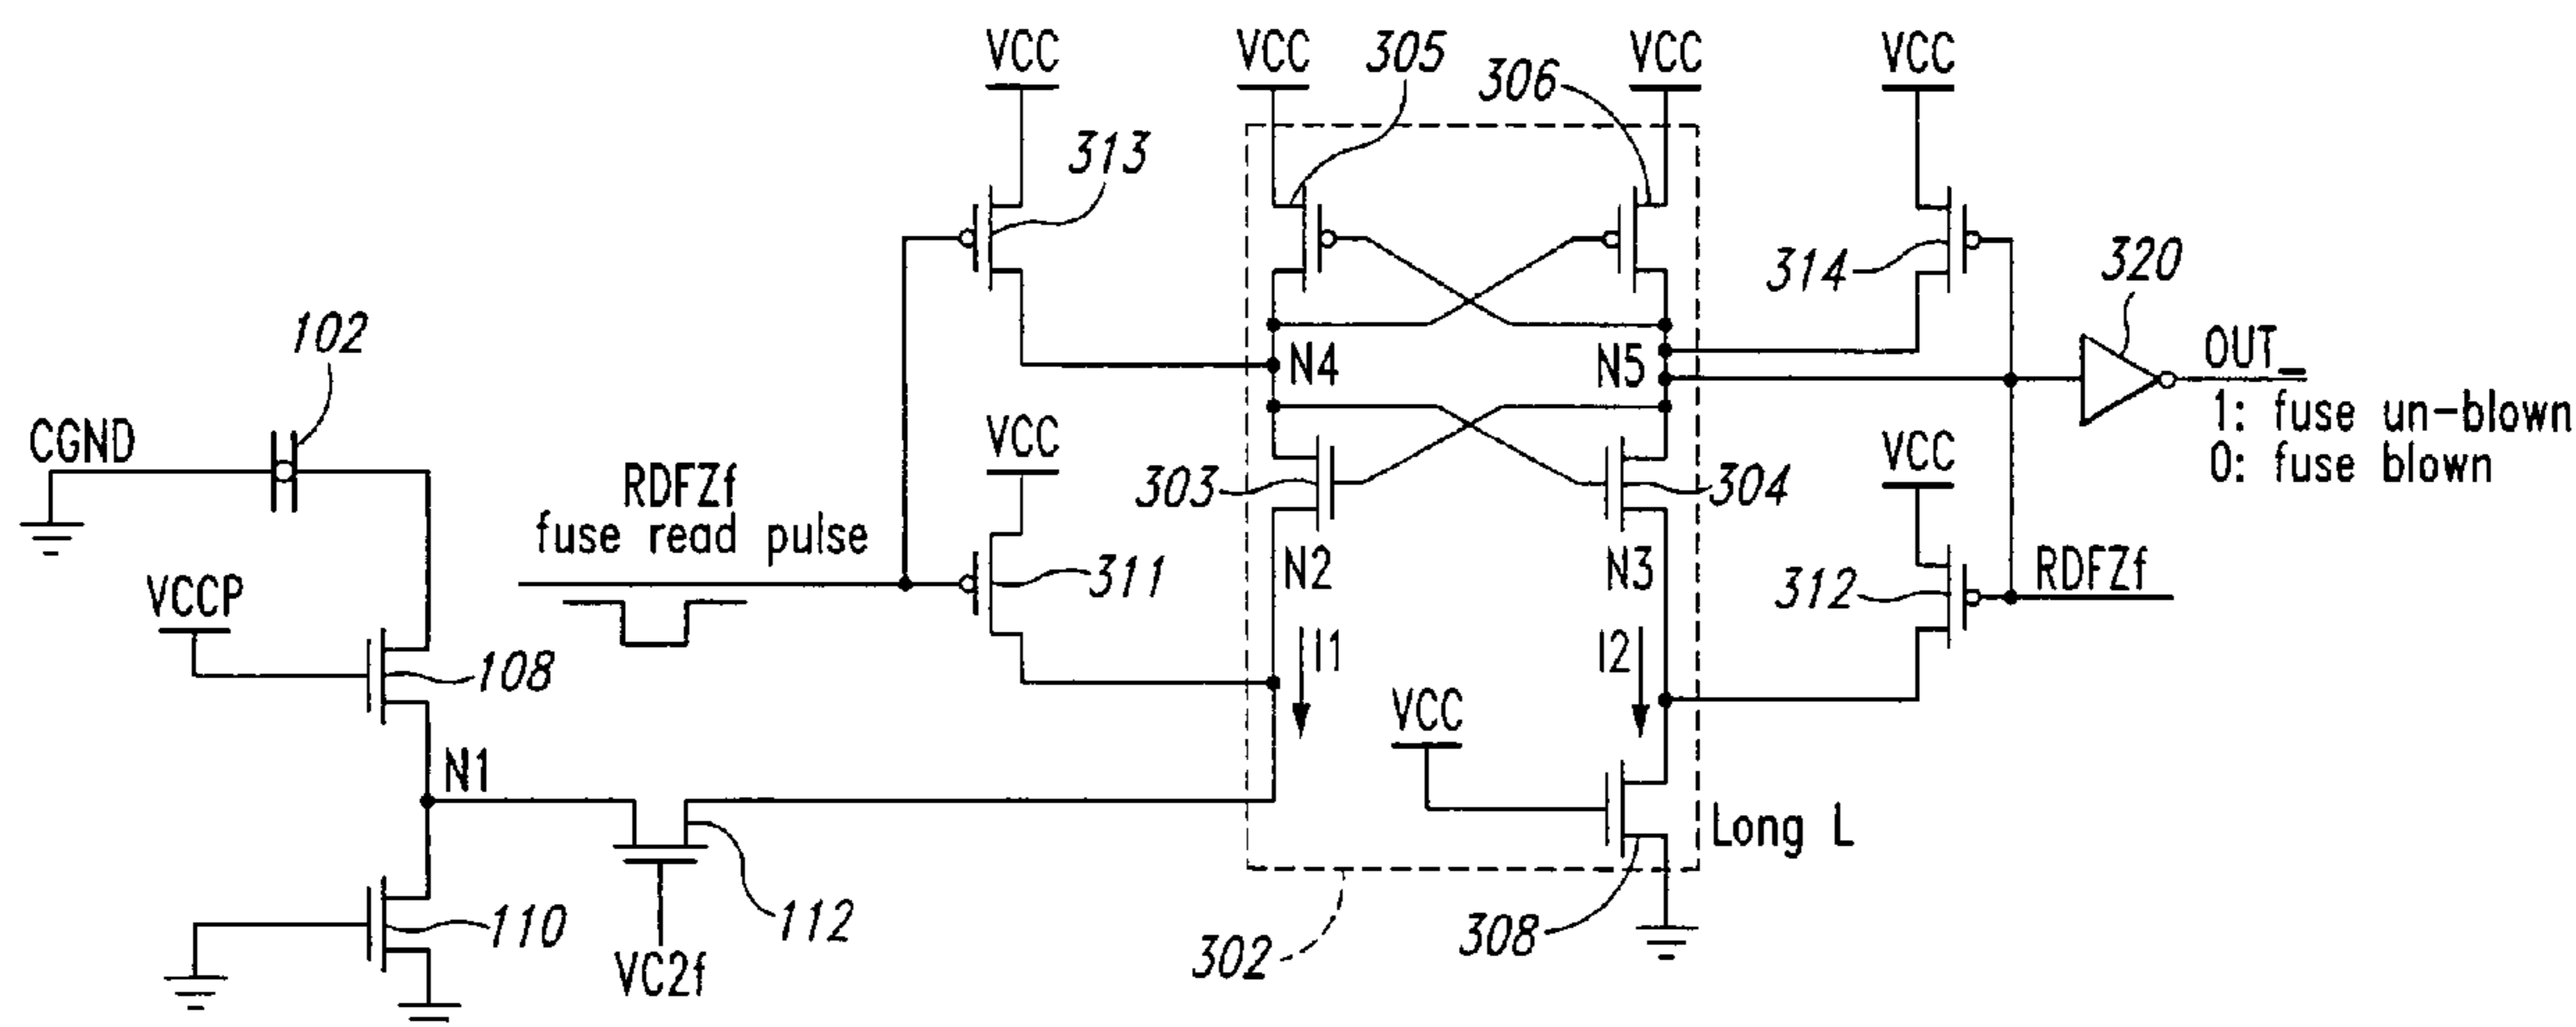 VCC
VCC
305
306
VCC
VCC
313
314
320
102
CGND
N4
N5
OUT_
1: fuse un-blown
0: fuse blown
VCC
VCC
RDFZf
fuse read pulse
303
304
311
N2
N3
312
RDFZf
VCCP
108
I1
I2
VCC
N1
Long L
110
112
VC2f
302
308